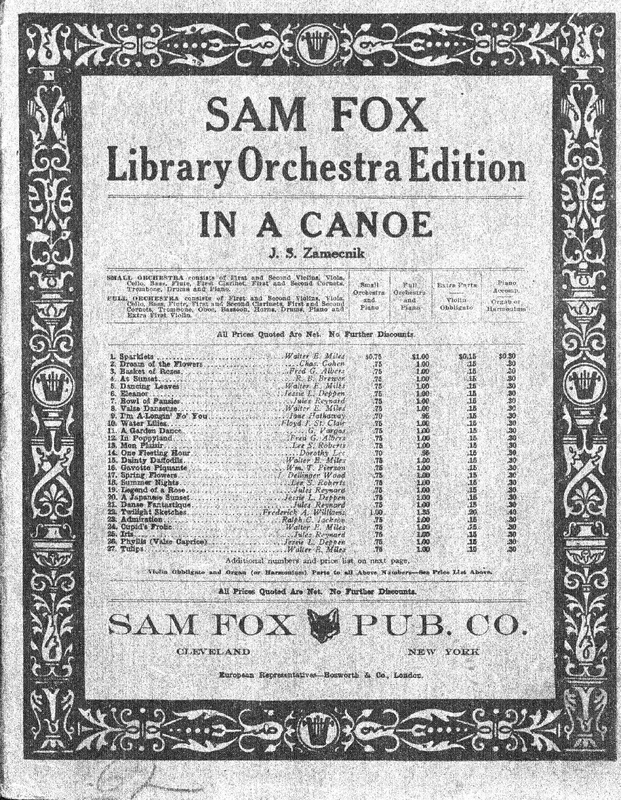 SAM FOX
Library Orchestra Edition
IN A CANOE
J. S. Zamecnik
SMALL ORCHESTRA consists of First and Second Violins, Viola,
Cello, Bass, Flute, First Clarinet, First and Second Cornets,
Trombone, Drums and Piano.
FULL ORCHESTRA consists of First and Second Violins, Viola,
Cello, Bass, Flute, First and Second Clarinets, First and Second
Cornets, Trombone, Oboe, Bassoon, Horns, Drums, Piano and
Extra First Violin.
Small Orchestra and Piano
Full Orchestra and Piano
Extra Parts Violin Obbligato
Piano Accomp. Organ or Harmonium
All Prices Quoted Are Net. No Further Discounts.
1. Sparklets Walter E. Miles $0.75 $1.00 $0.15 $0.30
2. Dream of the Flowers Chas. Cohen .75 1.00 .15 .30
3. Basket of Roses Fred G. Albers .75 1.00 .15 .30
4. As Sunset R. B. Brewer .75 1.00 .15 .30
5. Dancing Leaves Walter E. Miles .75 1.00 .15 .30
6. Eleanor Jessie L. Deppen .75 1.00 .15 .30
7. Bowl of Pansies Jules Reynard .75 1.00 .15 .30
8. Valse Danseuse Walter E. Miles .75 1.00 .15 .30
9. I'm A-Longin' Fo' You Jane Hathaway .70 .95 .15 .30
10. Water Lilies Floyd J. St. Clair .75 1.00 .15 .30
11. A Garden Dance G. Vargas .75 1.00 .15 .30
12. In Poppyland Fred G. Albers .75 1.00 .15 .30
13. Mon Plaisir Lee S. Roberts .75 1.00 .15 .30
14. One Fleeting Hour Dorothy Lee .70 .95 .15 .30
15. Dainty Daffodils Walter E. Miles .75 1.00 .15 .30
16. Gavotte Piquante Wm. T. Pierson .75 1.00 .15 .30
17. Spring Flowers Dellinger Wood .75 1.00 .15 .30
18. Summer Nights Lee S. Roberts .75 1.00 .15 .30
19. Legend of a Rose Jules Reynard .75 1.00 .15 .30
20. A Japanese Sunset Jessie L. Deppen .75 1.00 .15 .30
21. Danse Fantastique Jules Reynard .75 1.00 .15 .30
22. Twilight Sketches Frederick A. Williams 1.00 1.35 .20 .40
23. Admiration Ralph C. Jackson .75 1.00 .15 .30
24. Cupid's Frolic Walter E. Miles .75 1.00 .15 .30
25. Iris Jules Reynard .75 1.00 .15 .30
26. Phyllis (Valse Caprice) Jessie L. Deppen .75 1.00 .15 .30
27. Tulips Walter E. Miles .75 1.00 .15 .30
Additional numbers and price list on next page.
Violin Obbligato and Organ (or Harmonium) Parts to all Above Numbers—See Price List Above.
All Prices Quoted Are Net. No Further Discounts.
SAM FOX PUB. CO.
CLEVELAND NEW YORK
European Representatives—Bosworth & Co., London.
62